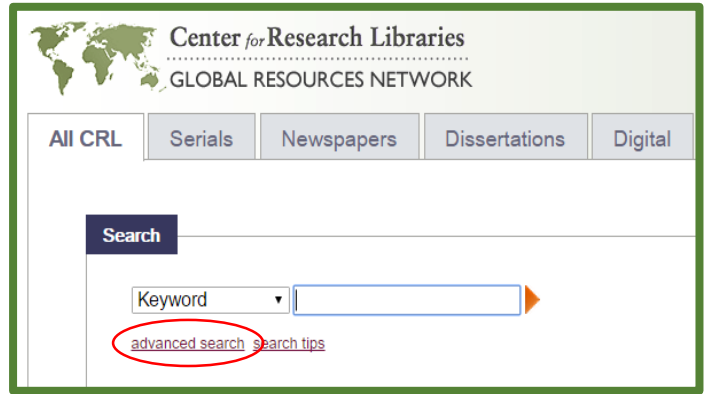 Center for Research Libraries
GLOBAL RESOURCES NETWORK
All CRL Serials Newspapers Dissertations Digital
Search
Keyword
advanced search search tips